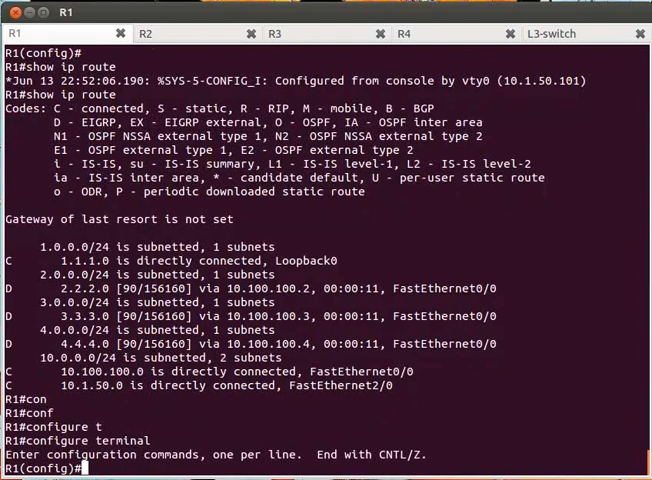 R1
R1
R2
R3
R4
L3-switch
R1(config)#
R1#show ip route
*Jun 13 22:52:06.190: %SYS-5-CONFIG_I: Configured from console by vty0 (10.1.50.101)
R1#show ip route
Codes: C - connected, S - static, R - RIP, M - mobile, B - BGP
D - EIGRP, EX - EIGRP external, O - OSPF, IA - OSPF inter area
N1 - OSPF NSSA external type 1, N2 - OSPF NSSA external type 2
E1 - OSPF external type 1, E2 - OSPF external type 2
i - IS-IS, su - IS-IS summary, L1 - IS-IS level-1, L2 - IS-IS level-2
ia - IS-IS inter area, * - candidate default, U - per-user static route
o - ODR, P - periodic downloaded static route
Gateway of last resort is not set
1.0.0.0/24 is subnetted, 1 subnets
C 1.1.1.0 is directly connected, Loopback0
2.0.0.0/24 is subnetted, 1 subnets
D 2.2.2.0 [90/156160] via 10.100.100.2, 00:00:11, FastEthernet0/0
3.0.0.0/24 is subnetted, 1 subnets
D 3.3.3.0 [90/156160] via 10.100.100.3, 00:00:11, FastEthernet0/0
4.0.0.0/24 is subnetted, 1 subnets
D 4.4.4.0 [90/156160] via 10.100.100.4, 00:00:11, FastEthernet0/0
10.0.0.0/24 is subnetted, 2 subnets
C 10.100.100.0 is directly connected, FastEthernet0/0
C 10.1.50.0 is directly connected, FastEthernet2/0
R1#con
R1#conf
R1#configure t
R1#configure terminal
Enter configuration commands, one per line. End with CNTL/Z.
R1(config)#